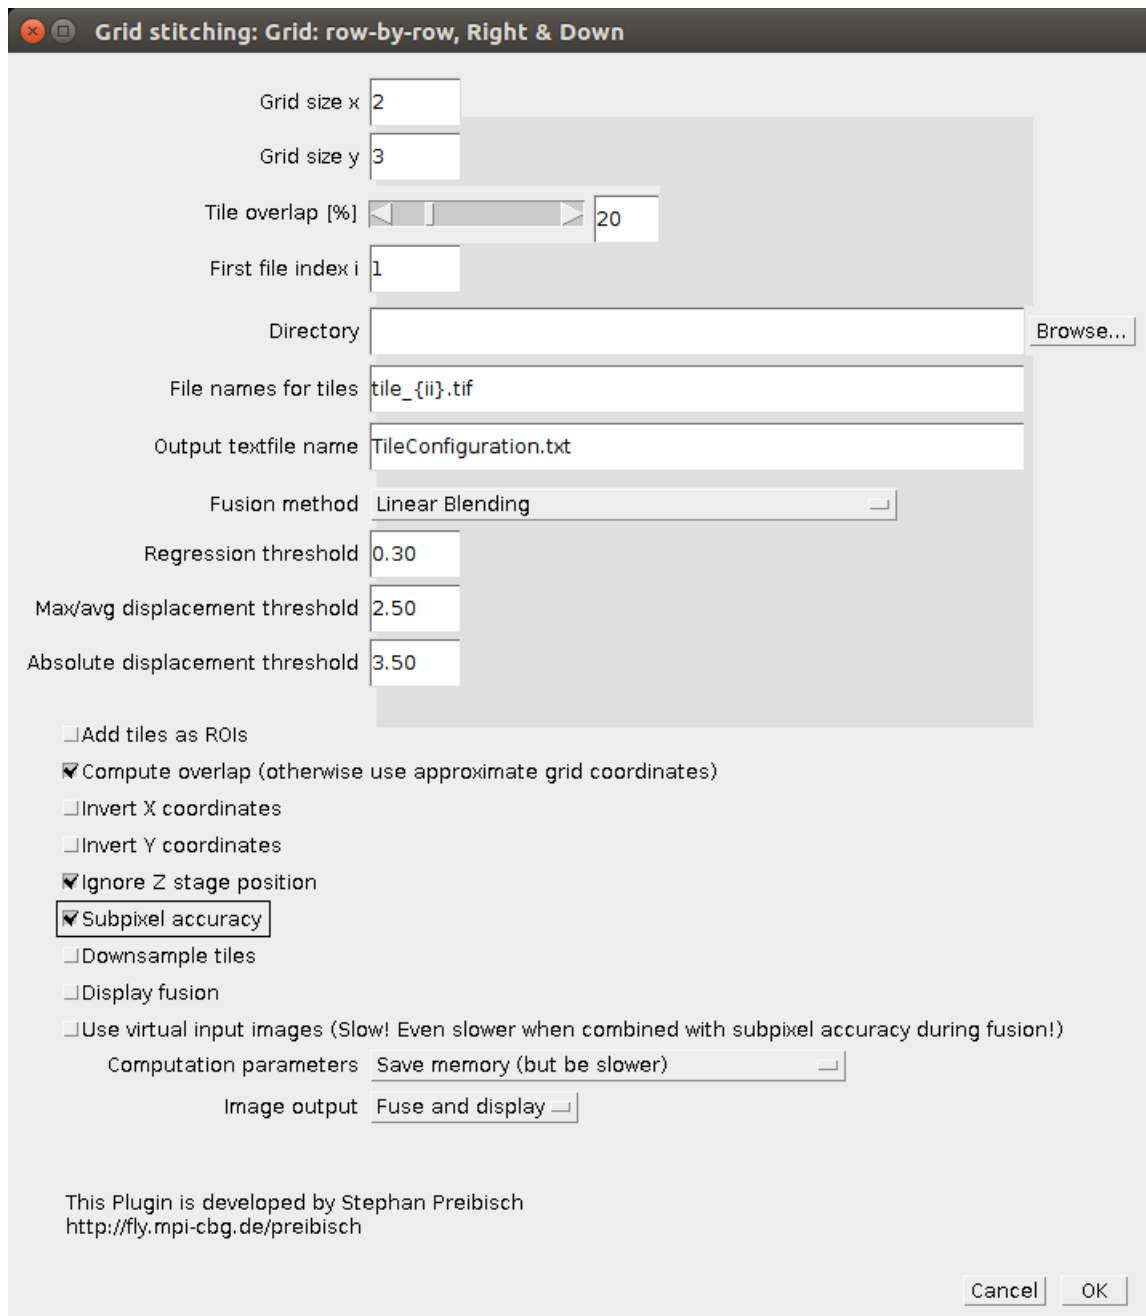 Grid stitching: Grid: row-by-row, Right & Down
Grid size x 2
Grid size y 3
Tile overlap [%] 20
First file index i 1
Directory Browse...
File names for tiles tile_{ii}.tif
Output textfile name TileConfiguration.txt
Fusion method Linear Blending
Regression threshold 0.30
Max/avg displacement threshold 2.50
Absolute displacement threshold 3.50
Add tiles as ROIs
Compute overlap (otherwise use approximate grid coordinates)
Invert X coordinates
Invert Y coordinates
Ignore Z stage position
Subpixel accuracy
Downsample tiles
Display fusion
Use virtual input images (Slow! Even slower when combined with subpixel accuracy during fusion!)
Computation parameters Save memory (but be slower)
Image output Fuse and display
This Plugin is developed by Stephan Preibisch
http://fly.mpi-cbg.de/preibisch
Cancel OK